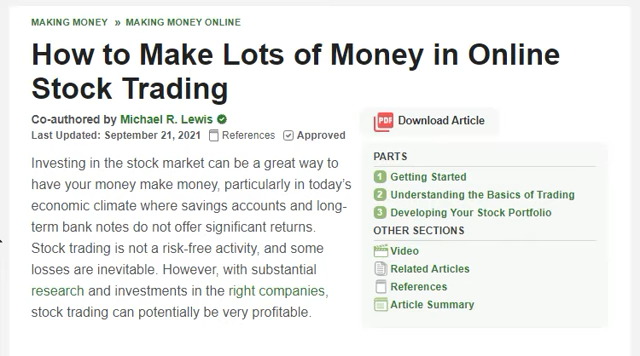 MAKING MONEY » MAKING MONEY ONLINE
How to Make Lots of Money in Online
Stock Trading
Co-authored by Michael R. Lewis
Last Updated: September 21, 2021 References Approved
Investing in the stock market can be a great way to
have your money make money, particularly in today's
economic climate where savings accounts and long-
term bank notes do not offer significant returns.
Stock trading is not a risk-free activity, and some
losses are inevitable. However, with substantial
research and investments in the right companies,
stock trading can potentially be very profitable.
PDF Download Article
PARTS
1 Getting Started
2 Understanding the Basics of Trading
3 Developing Your Stock Portfolio
OTHER SECTIONS
Video
Related Articles
References
Article Summary